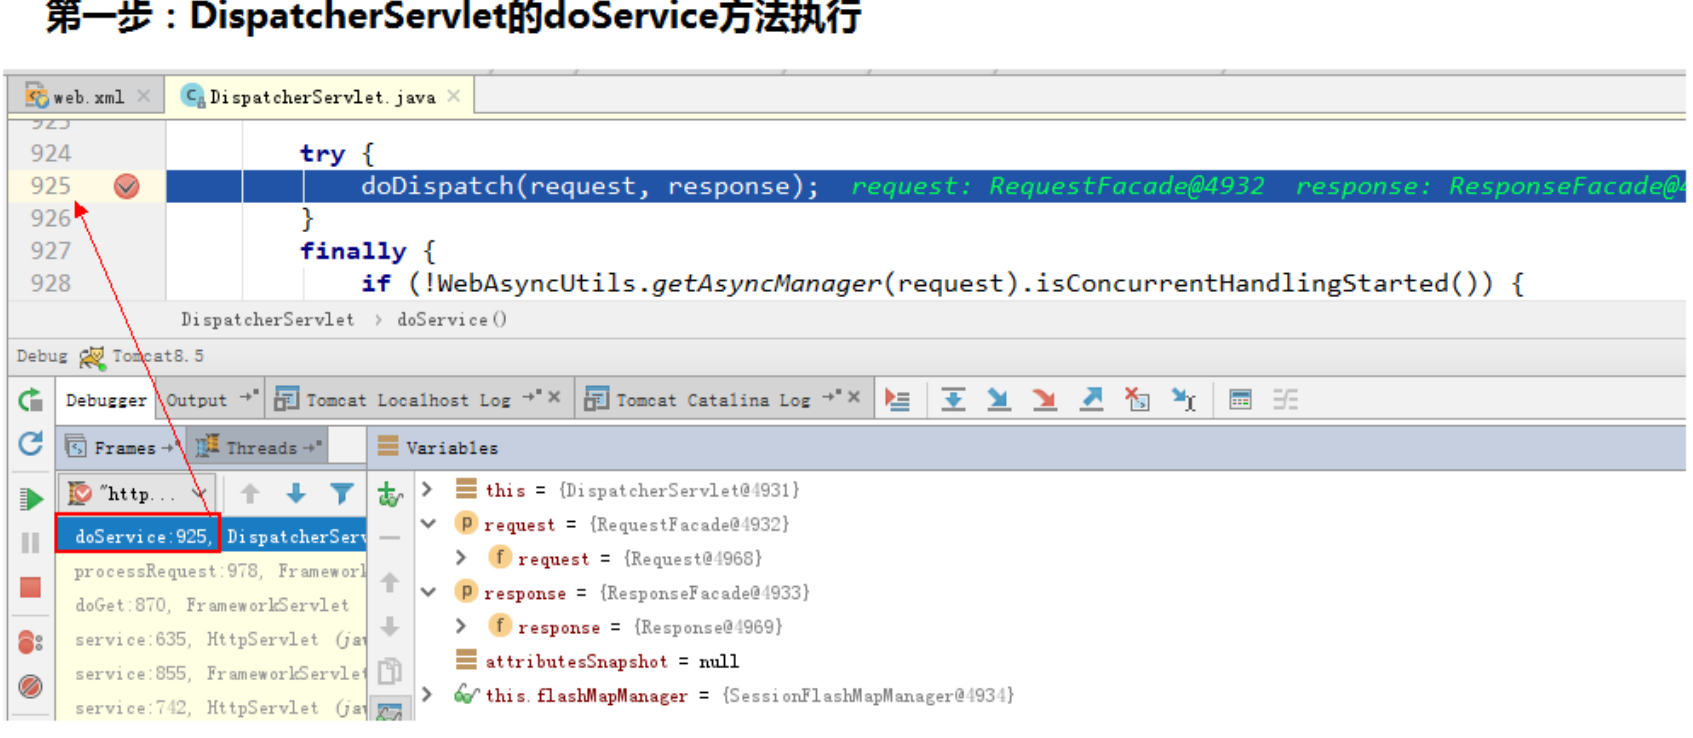 第一步：DispatcherServlet的doService方法执行
web.xml DispatcherServlet.java
923
924 try {
925 doDispatch(request, response); request: RequestFacade@4932 response: ResponseFacade@4
926 }
927 finally {
928 if (!WebAsyncUtils.getAsyncManager(request).isConcurrentHandlingStarted()) {
DispatcherServlet > doService()
Debug Tomcat8.5
Debugger Output Tomcat Localhost Log Tomcat Catalina Log
Frames Threads Variables
"http...
doService:925, DispatcherServ
processRequest:978, Framework
doGet:870, FrameworkServlet
service:635, HttpServlet (jav
service:855, FrameworkServlet
service:742, HttpServlet (jav
this = {DispatcherServlet@4931}
p request = {RequestFacade@4932}
f request = {Request@4968}
p response = {ResponseFacade@4933}
f response = {Response@4969}
attributesSnapshot = null
this.flashMapManager = {SessionFlashMapManager@4934}